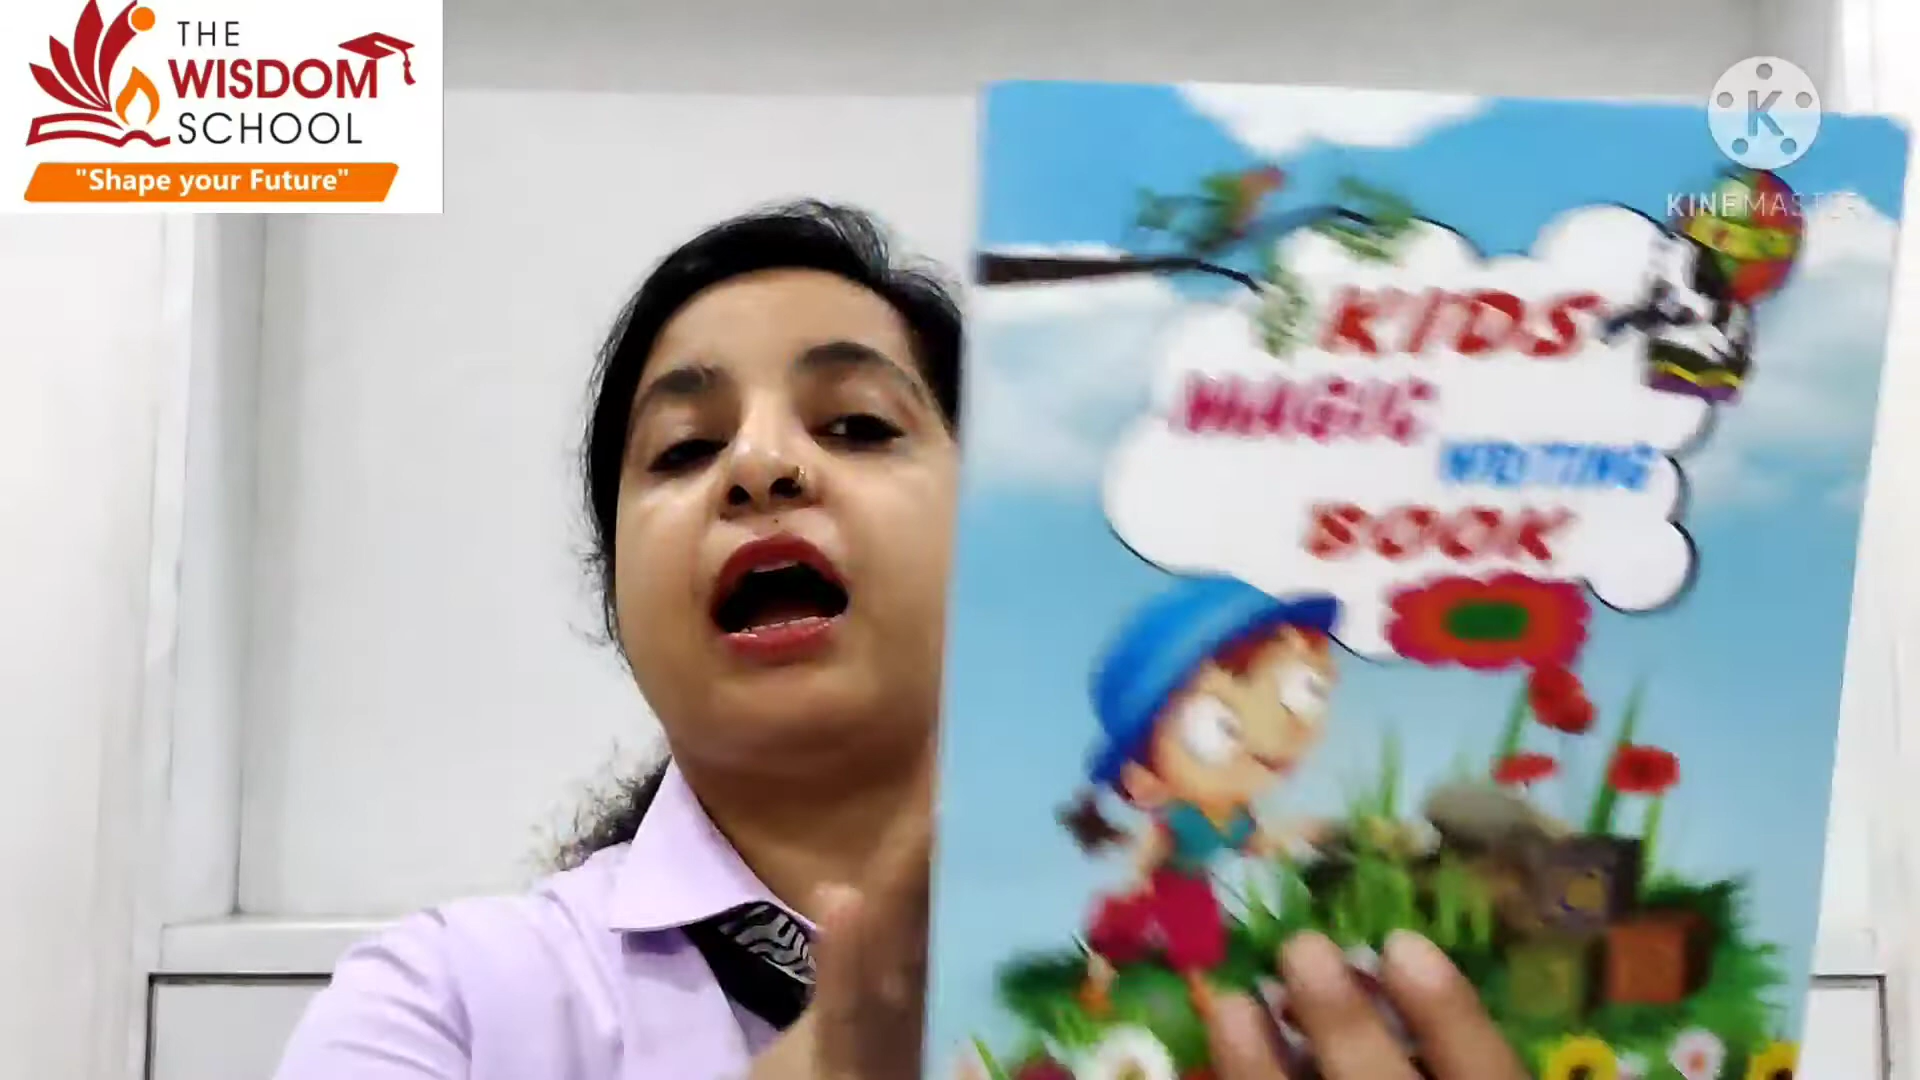 THE
WISDOM
SCHOOL
"Shape your Future"
K
KINEMASTER
KIDS
MAGIC
WRITING
BOOK